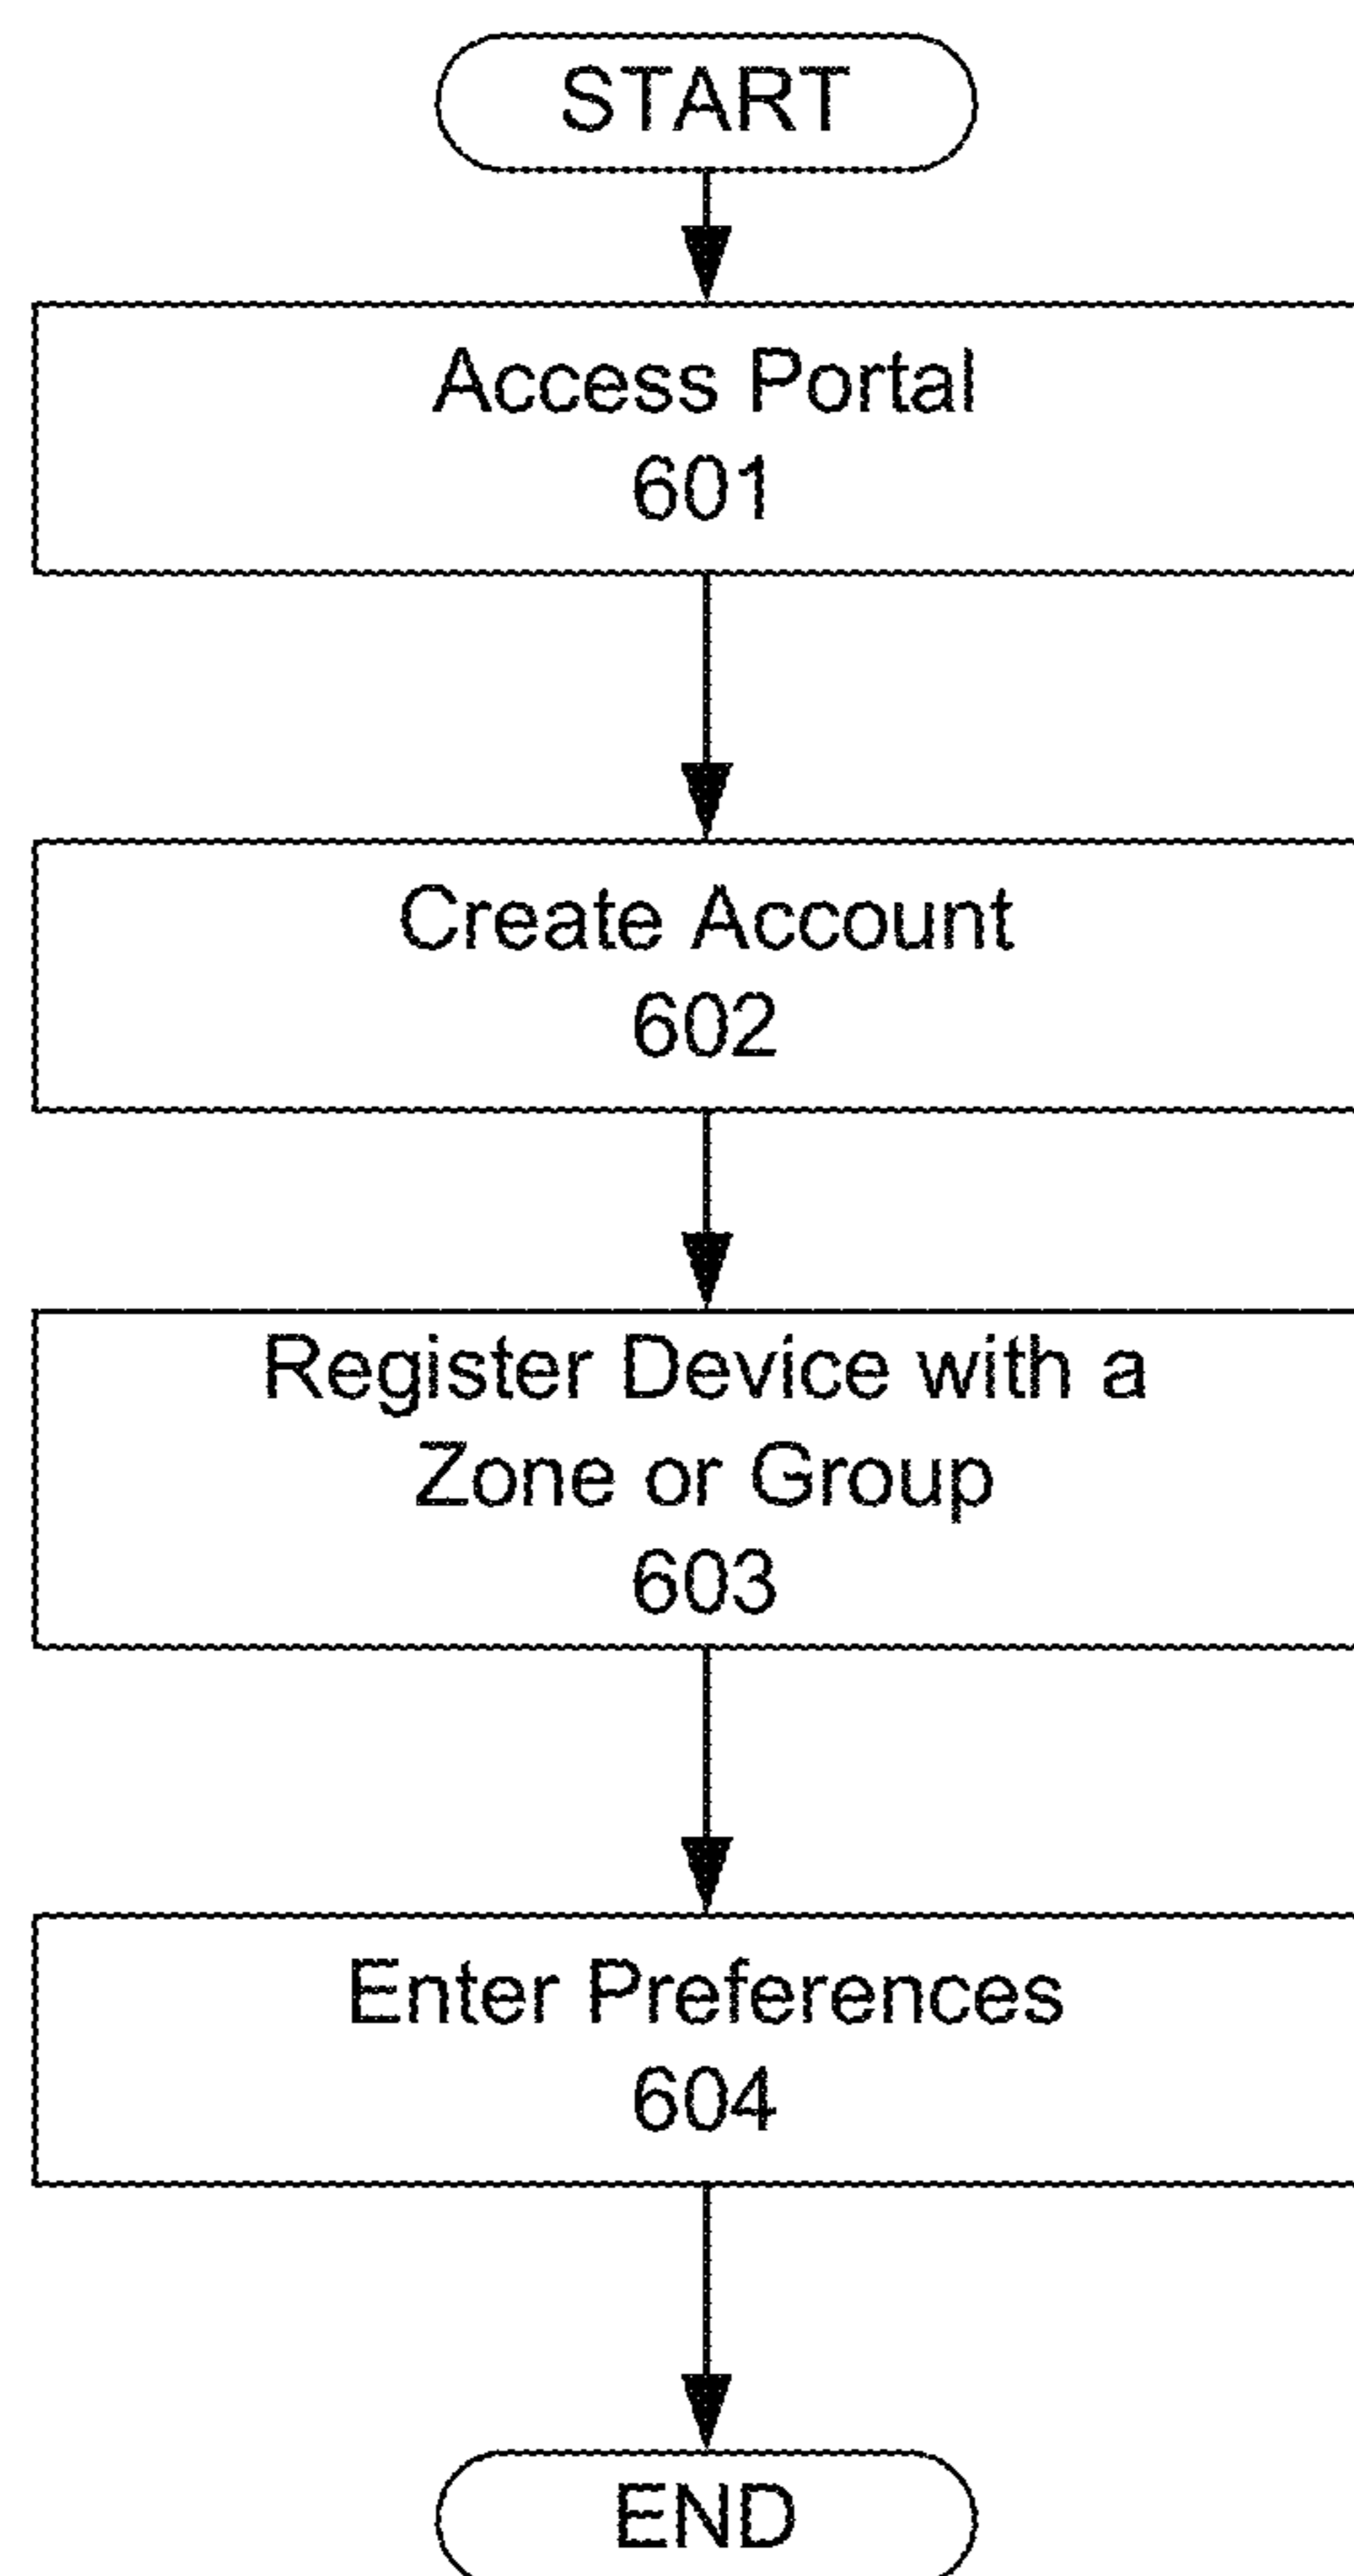 START
Access Portal
601
Create Account
602
Register Device with a
Zone or Group
603
Enter Preferences
604
END